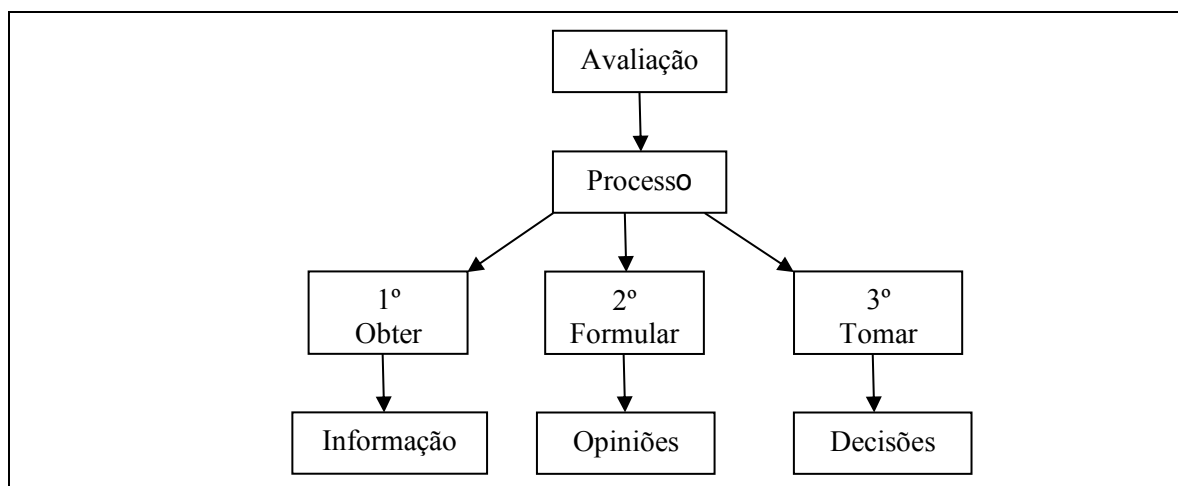 Avaliação
Processo
1º
Obter
2º
Formular
3º
Tomar
Informação
Opiniões
Decisões